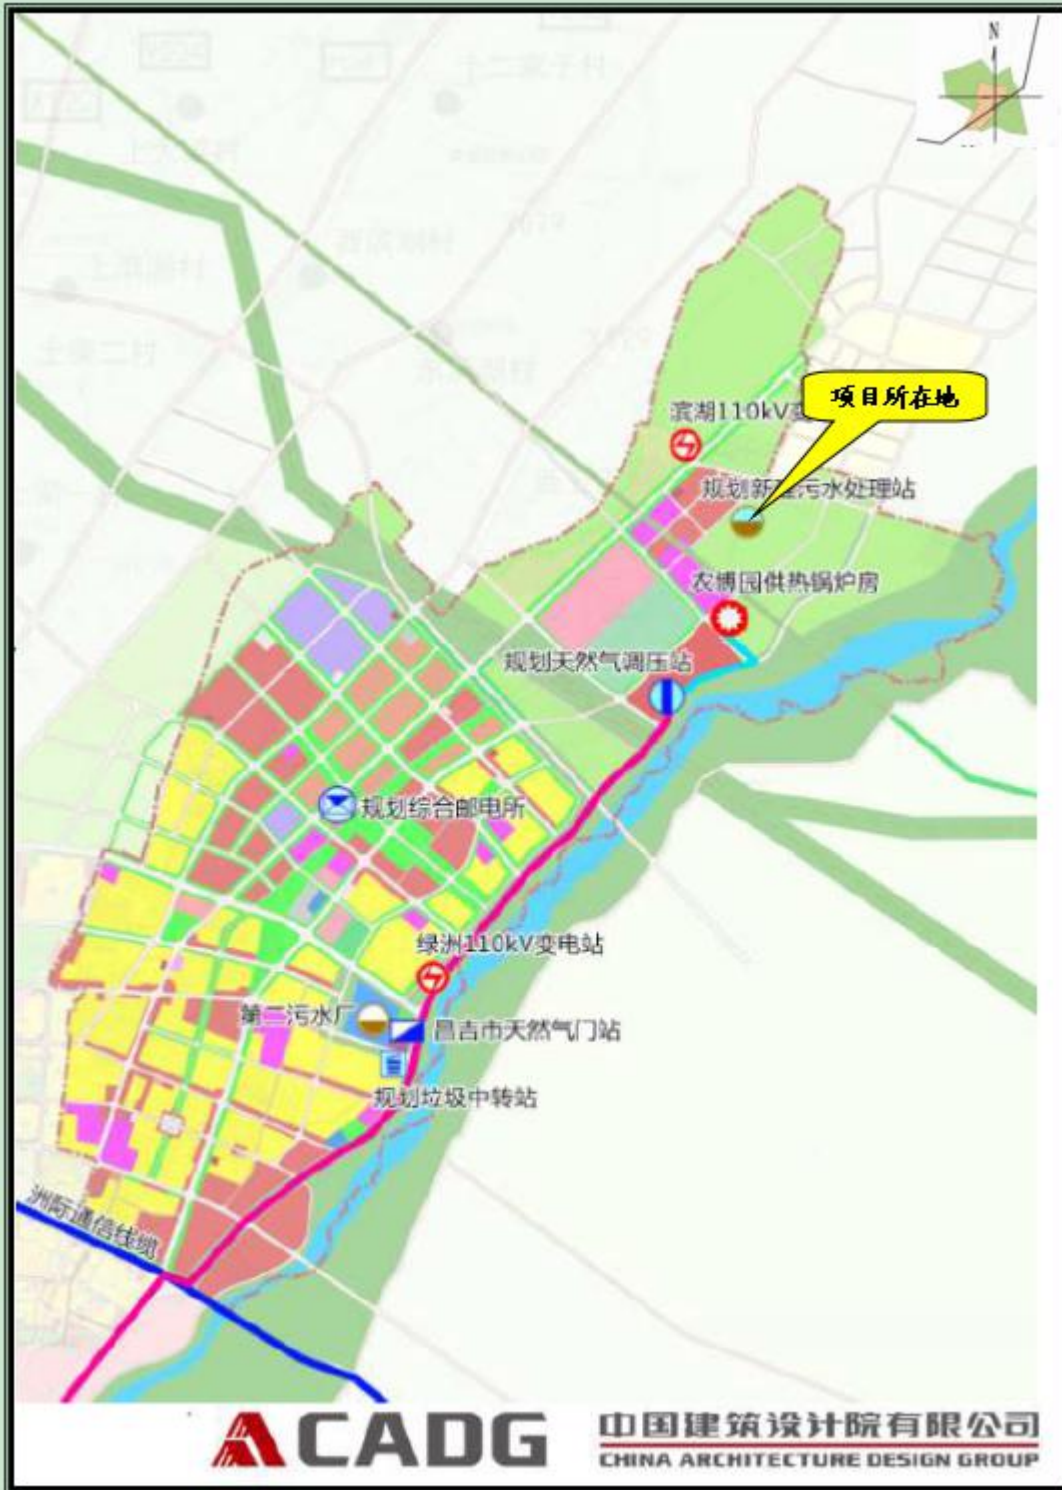 N
滨湖110kV变
项目所在地
规划新建污水处理站
农博园供热锅炉房
规划天然气调压站
规划综合邮电所
绿洲110kV变电站
第二污水厂
昌吉市天然气门站
规划垃圾中转站
洲际通信线缆
CADG
中国建筑设计院有限公司
CHINA ARCHITECTURE DESIGN GROUP